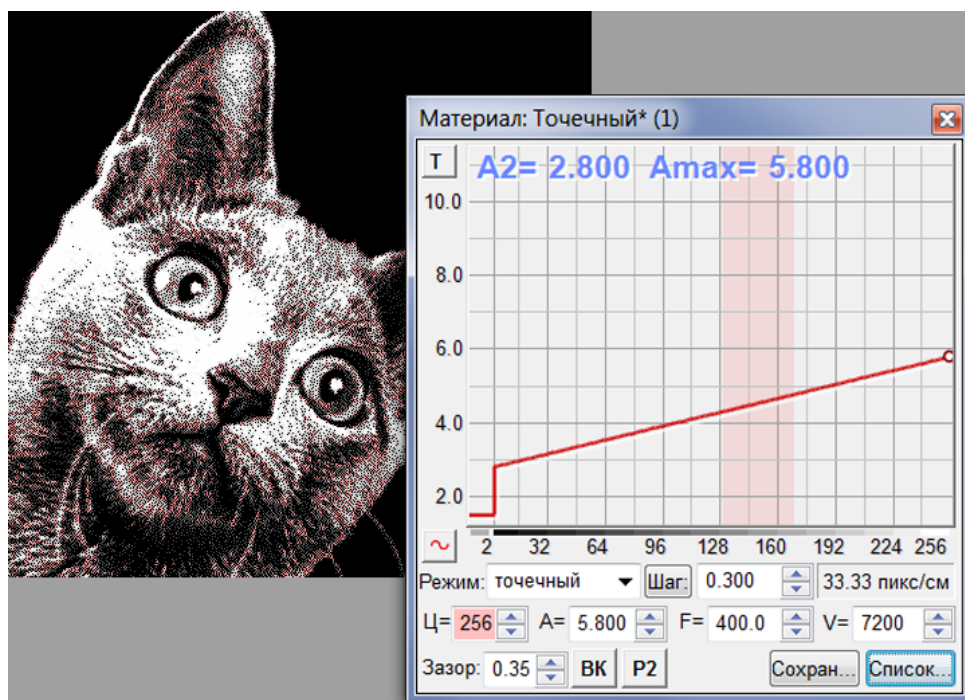 Материал: Точечный* (1)
T
A2= 2.800 Amax= 5.800
10.0
8.0
6.0
4.0
2.0
2 32 64 96 128 160 192 224 256
Режим: точечный Шаг: 0.300 33.33 пикс/см
Ц= 256 A= 5.800 F= 400.0 V= 7200
Зазор: 0.35 ВК P2 Сохран... Список...